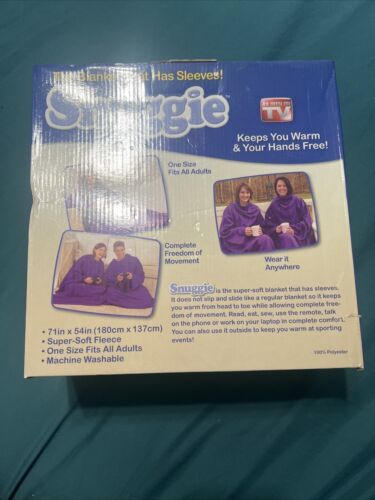 The Blanket That Has Sleeves!
Snuggie
AS SEEN ON
TV
Keeps You Warm
& Your Hands Free!
One Size
Fits All Adults
Complete
Freedom of
Movement
Wear it
Anywhere
Snuggie is the super-soft blanket that has sleeves.
It does not slip and slide like a regular blanket so it keeps
you warm from head to toe while allowing complete free-
dom of movement. Read, eat, sew, use the remote, talk
on the phone or work on your laptop in complete comfort.
You can also use it outside to keep you warm at sporting
events!
• 71in x 54in (180cm x 137cm)
• Super-Soft Fleece
• One Size Fits All Adults
• Machine Washable
100% Polyester